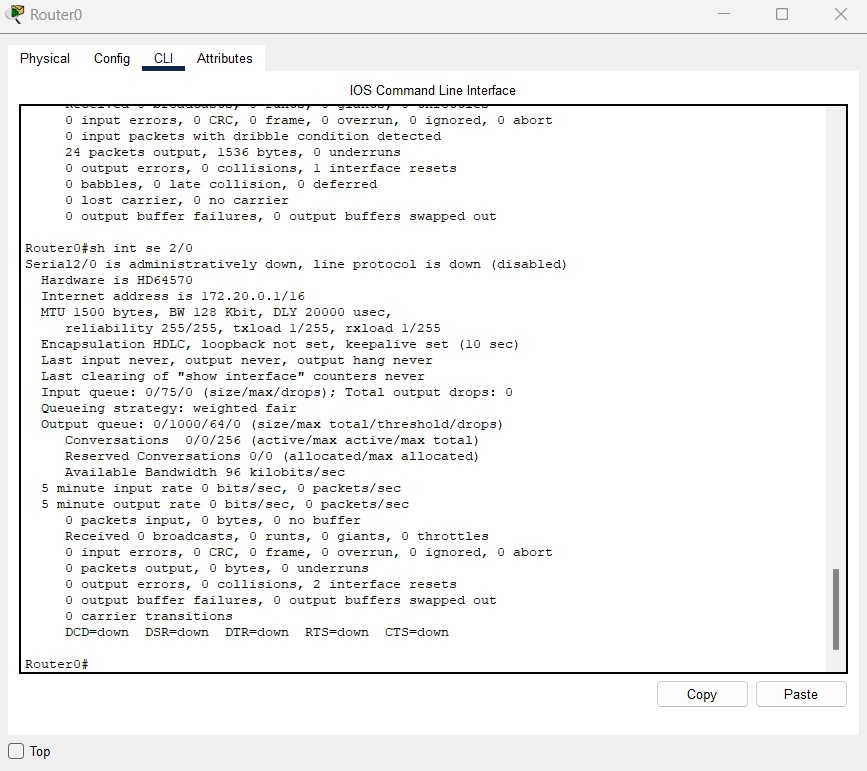 Router0
Physical Config CLI Attributes
IOS Command Line Interface
Received 0 broadcasts, 0 runts, 0 giants, 0 throttles
0 input errors, 0 CRC, 0 frame, 0 overrun, 0 ignored, 0 abort
0 input packets with dribble condition detected
24 packets output, 1536 bytes, 0 underruns
0 output errors, 0 collisions, 1 interface resets
0 babbles, 0 late collision, 0 deferred
0 lost carrier, 0 no carrier
0 output buffer failures, 0 output buffers swapped out
Router0#sh int se 2/0
Serial2/0 is administratively down, line protocol is down (disabled)
Hardware is HD64570
Internet address is 172.20.0.1/16
MTU 1500 bytes, BW 128 Kbit, DLY 20000 usec,
reliability 255/255, txload 1/255, rxload 1/255
Encapsulation HDLC, loopback not set, keepalive set (10 sec)
Last input never, output never, output hang never
Last clearing of "show interface" counters never
Input queue: 0/75/0 (size/max/drops); Total output drops: 0
Queueing strategy: weighted fair
Output queue: 0/1000/64/0 (size/max total/threshold/drops)
Conversations  0/0/256 (active/max active/max total)
Reserved Conversations 0/0 (allocated/max allocated)
Available Bandwidth 96 kilobits/sec
5 minute input rate 0 bits/sec, 0 packets/sec
5 minute output rate 0 bits/sec, 0 packets/sec
0 packets input, 0 bytes, 0 no buffer
Received 0 broadcasts, 0 runts, 0 giants, 0 throttles
0 input errors, 0 CRC, 0 frame, 0 overrun, 0 ignored, 0 abort
0 packets output, 0 bytes, 0 underruns
0 output errors, 0 collisions, 2 interface resets
0 output buffer failures, 0 output buffers swapped out
0 carrier transitions
DCD=down  DSR=down  DTR=down  RTS=down  CTS=down
Router0#
Copy Paste
Top